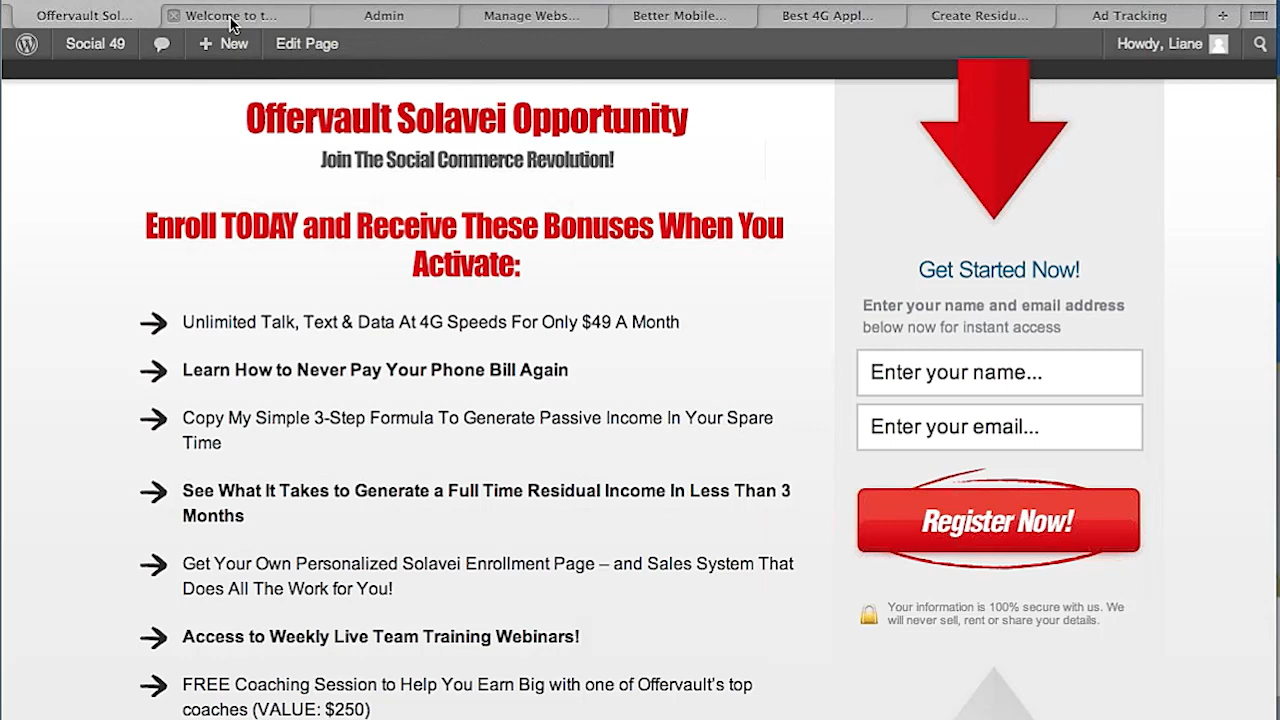 Offervault Sol...
Welcome to t...
Admin
Manage Webs...
Better Mobile...
Best 4G Appl...
Create Residu...
Ad Tracking
Social 49
New
Edit Page
Howdy, Liane
Offervault Solavei Opportunity
Join The Social Commerce Revolution!
Enroll TODAY and Receive These Bonuses When You
Activate:
Unlimited Talk, Text & Data At 4G Speeds For Only $49 A Month
Learn How to Never Pay Your Phone Bill Again
Copy My Simple 3-Step Formula To Generate Passive Income In Your Spare
Time
See What It Takes to Generate a Full Time Residual Income In Less Than 3
Months
Get Your Own Personalized Solavei Enrollment Page – and Sales System That
Does All The Work for You!
Access to Weekly Live Team Training Webinars!
FREE Coaching Session to Help You Earn Big with one of Offervault's top
coaches (VALUE: $250)
Get Started Now!
Enter your name and email address
below now for instant access
Enter your name...
Enter your email...
Register Now!
Your information is 100% secure with us. We
will never sell, rent or share your details.